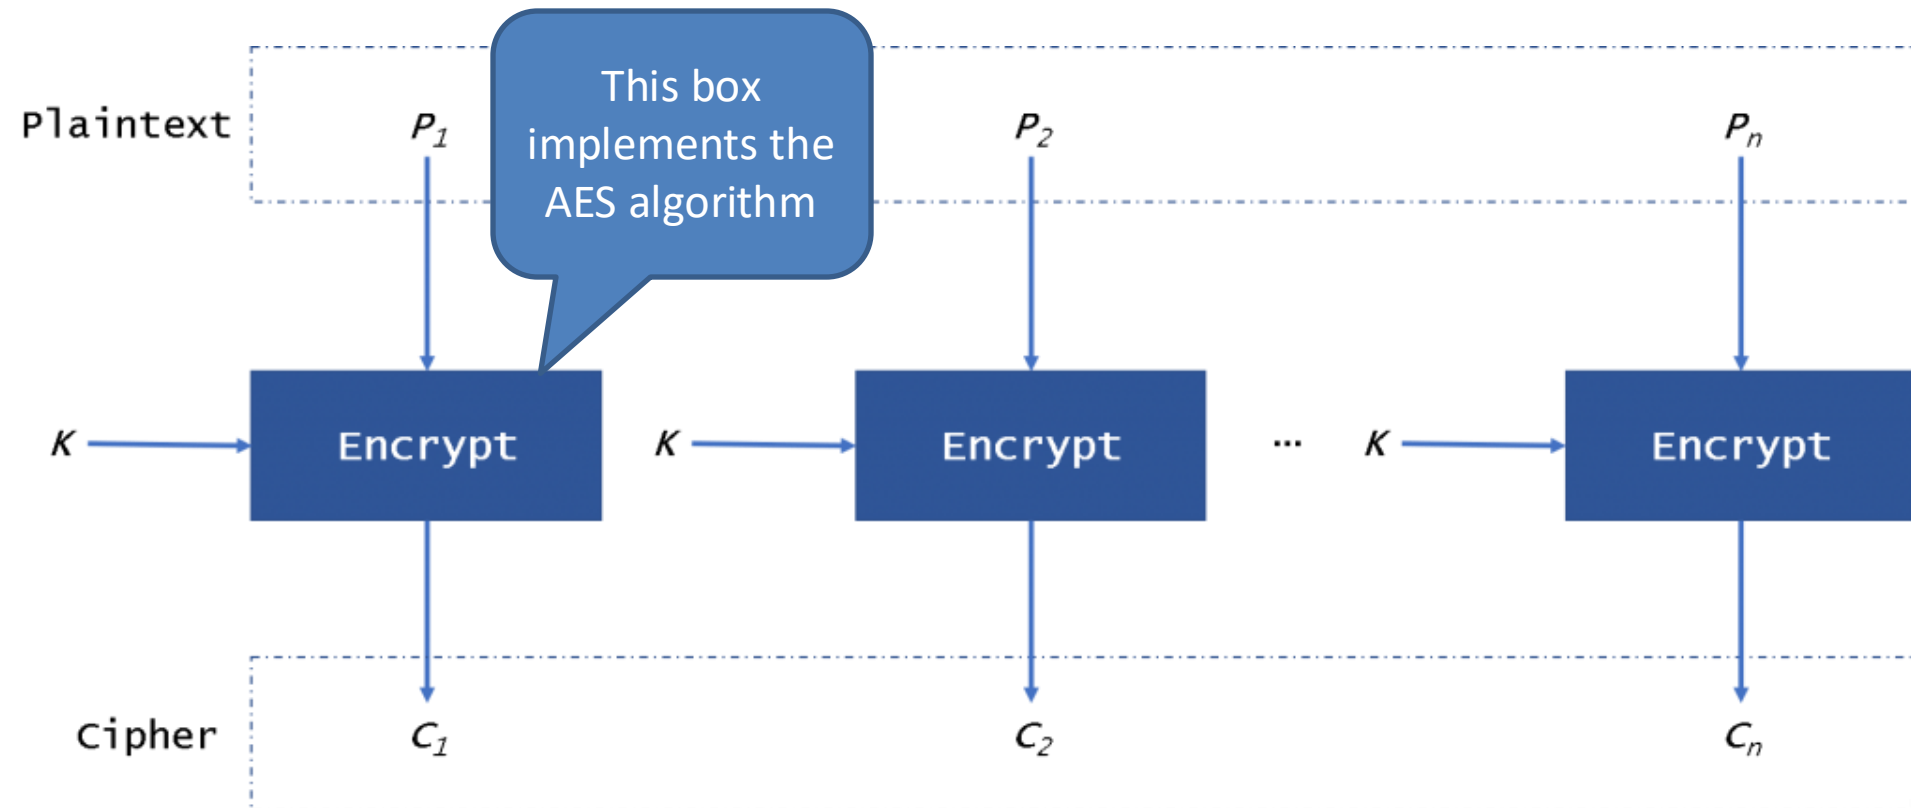 This box
implements the
AES algorithm
Plaintext P1 P2 Pn
K Encrypt K Encrypt ... K Encrypt
Cipher C1 C2 Cn